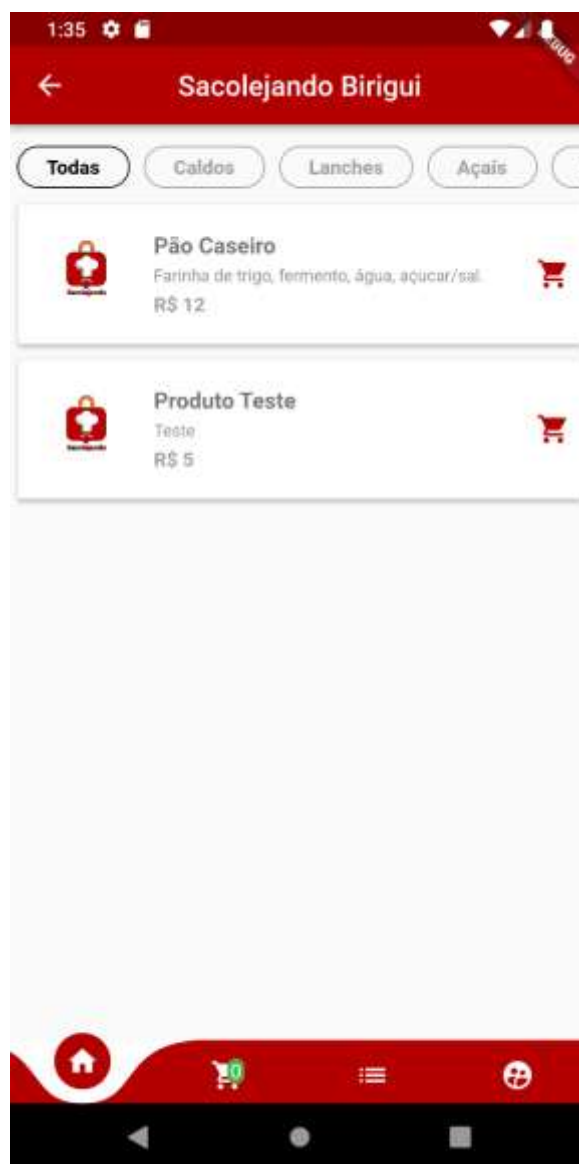 1:35
Sacolejando Birigui
Todas
Caldos
Lanches
Açais
Pão Caseiro
Farinha de trigo, fermento, água, açucar/sal.
R$ 12
Produto Teste
Teste
R$ 5
0